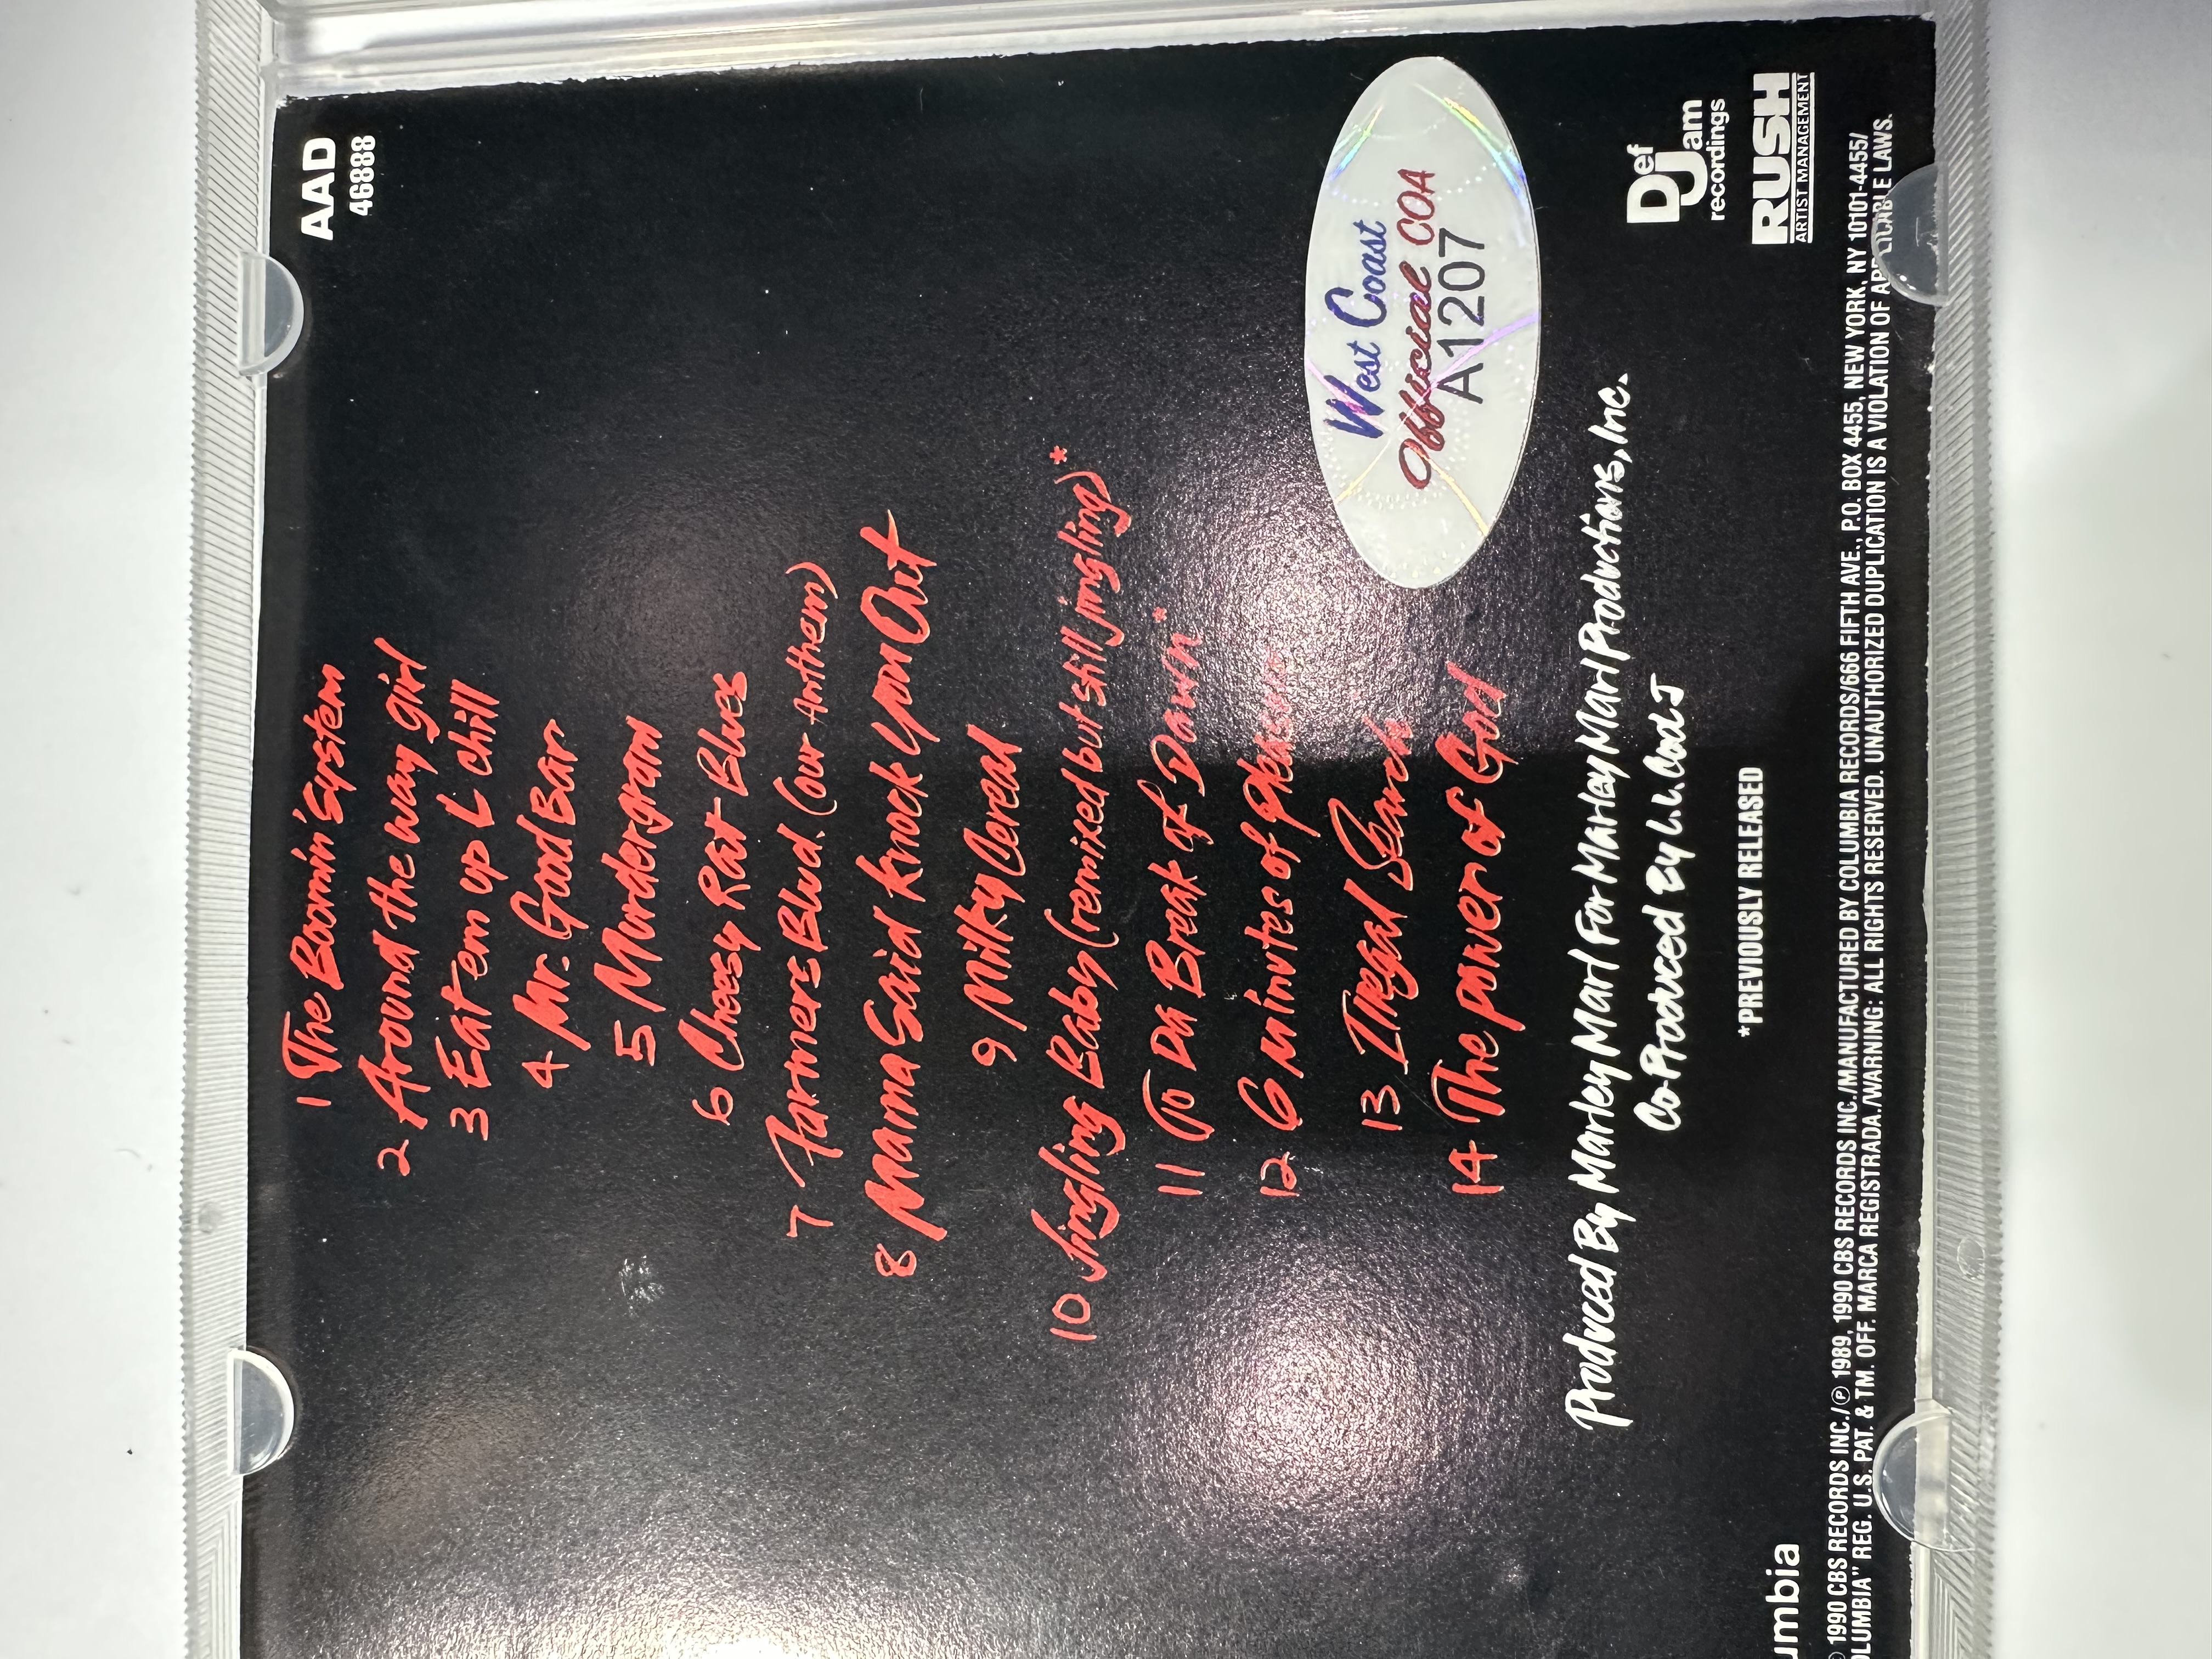 AAD
46888
1 The Boomin' System
2 Around the way girl
3 Eat em up L chill
4 Mr. Good Bar
5 Murdergram
6 Cheesy Rat Blues
7 Farmers Blvd. (our Anthem)
8 Mama Said Knock you Out
9 Milky Cereal
10 Jingling Baby (remixed but still jingling)*
11 To Da Break of Dawn*
12 6 minutes of pleasure
13 Illegal Search
14 The power of God
West Coast
Official COA
A1207
Produced By Marley Marl For Marley Marl Productions, Inc.
Co-Produced By L.L. Cool J
*PREVIOUSLY RELEASED
Def Jam
recordings
RUSH
ARTIST MANAGEMENT
umbia
1990 CBS RECORDS INC./℗ 1989, 1990 CBS RECORDS INC./MANUFACTURED BY COLUMBIA RECORDS/666 FIFTH AVE., P.O. BOX 4455, NEW YORK, NY 10101-4455/
OLUMBIA" REG. U.S. PAT. & TM. OFF. MARCA REGISTRADA./WARNING: ALL RIGHTS RESERVED. UNAUTHORIZED DUPLICATION IS A VIOLATION OF APPLICABLE LAWS.